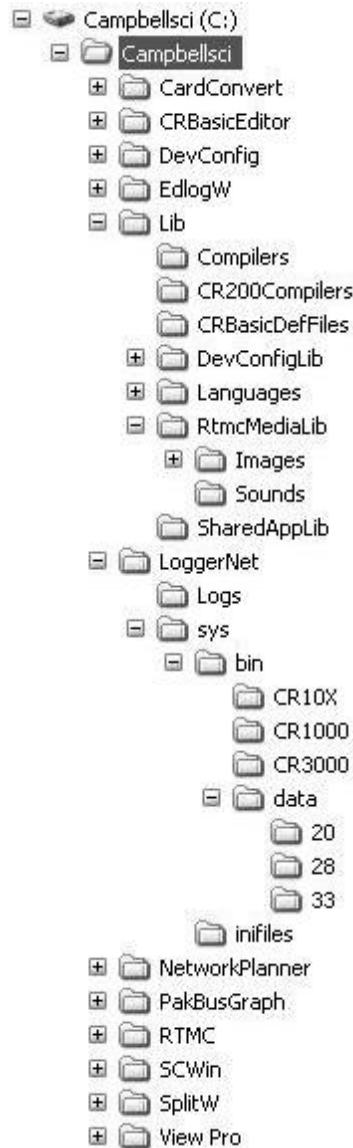 Campbellsci (C:)
Campbellsci
CardConvert
CRBasicEditor
DevConfig
EdlogW
Lib
Compilers
CR200Compilers
CRBasicDefFiles
DevConfigLib
Languages
RtmcMediaLib
Images
Sounds
SharedAppLib
LoggerNet
Logs
sys
bin
CR10X
CR1000
CR3000
data
20
28
33
inifiles
NetworkPlanner
PakBusGraph
RTMC
SCWin
SplitW
View Pro